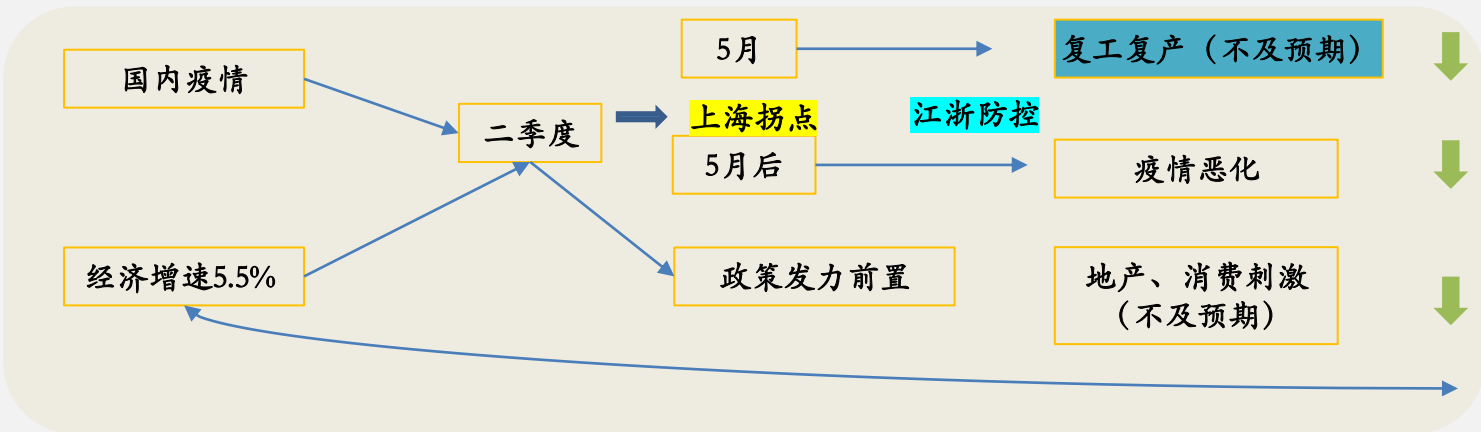 国内疫情
经济增速5.5%
二季度
5月
上海拐点
5月后
政策发力前置
江浙防控
复工复产（不及预期）
疫情恶化
地产、消费刺激
（不及预期）